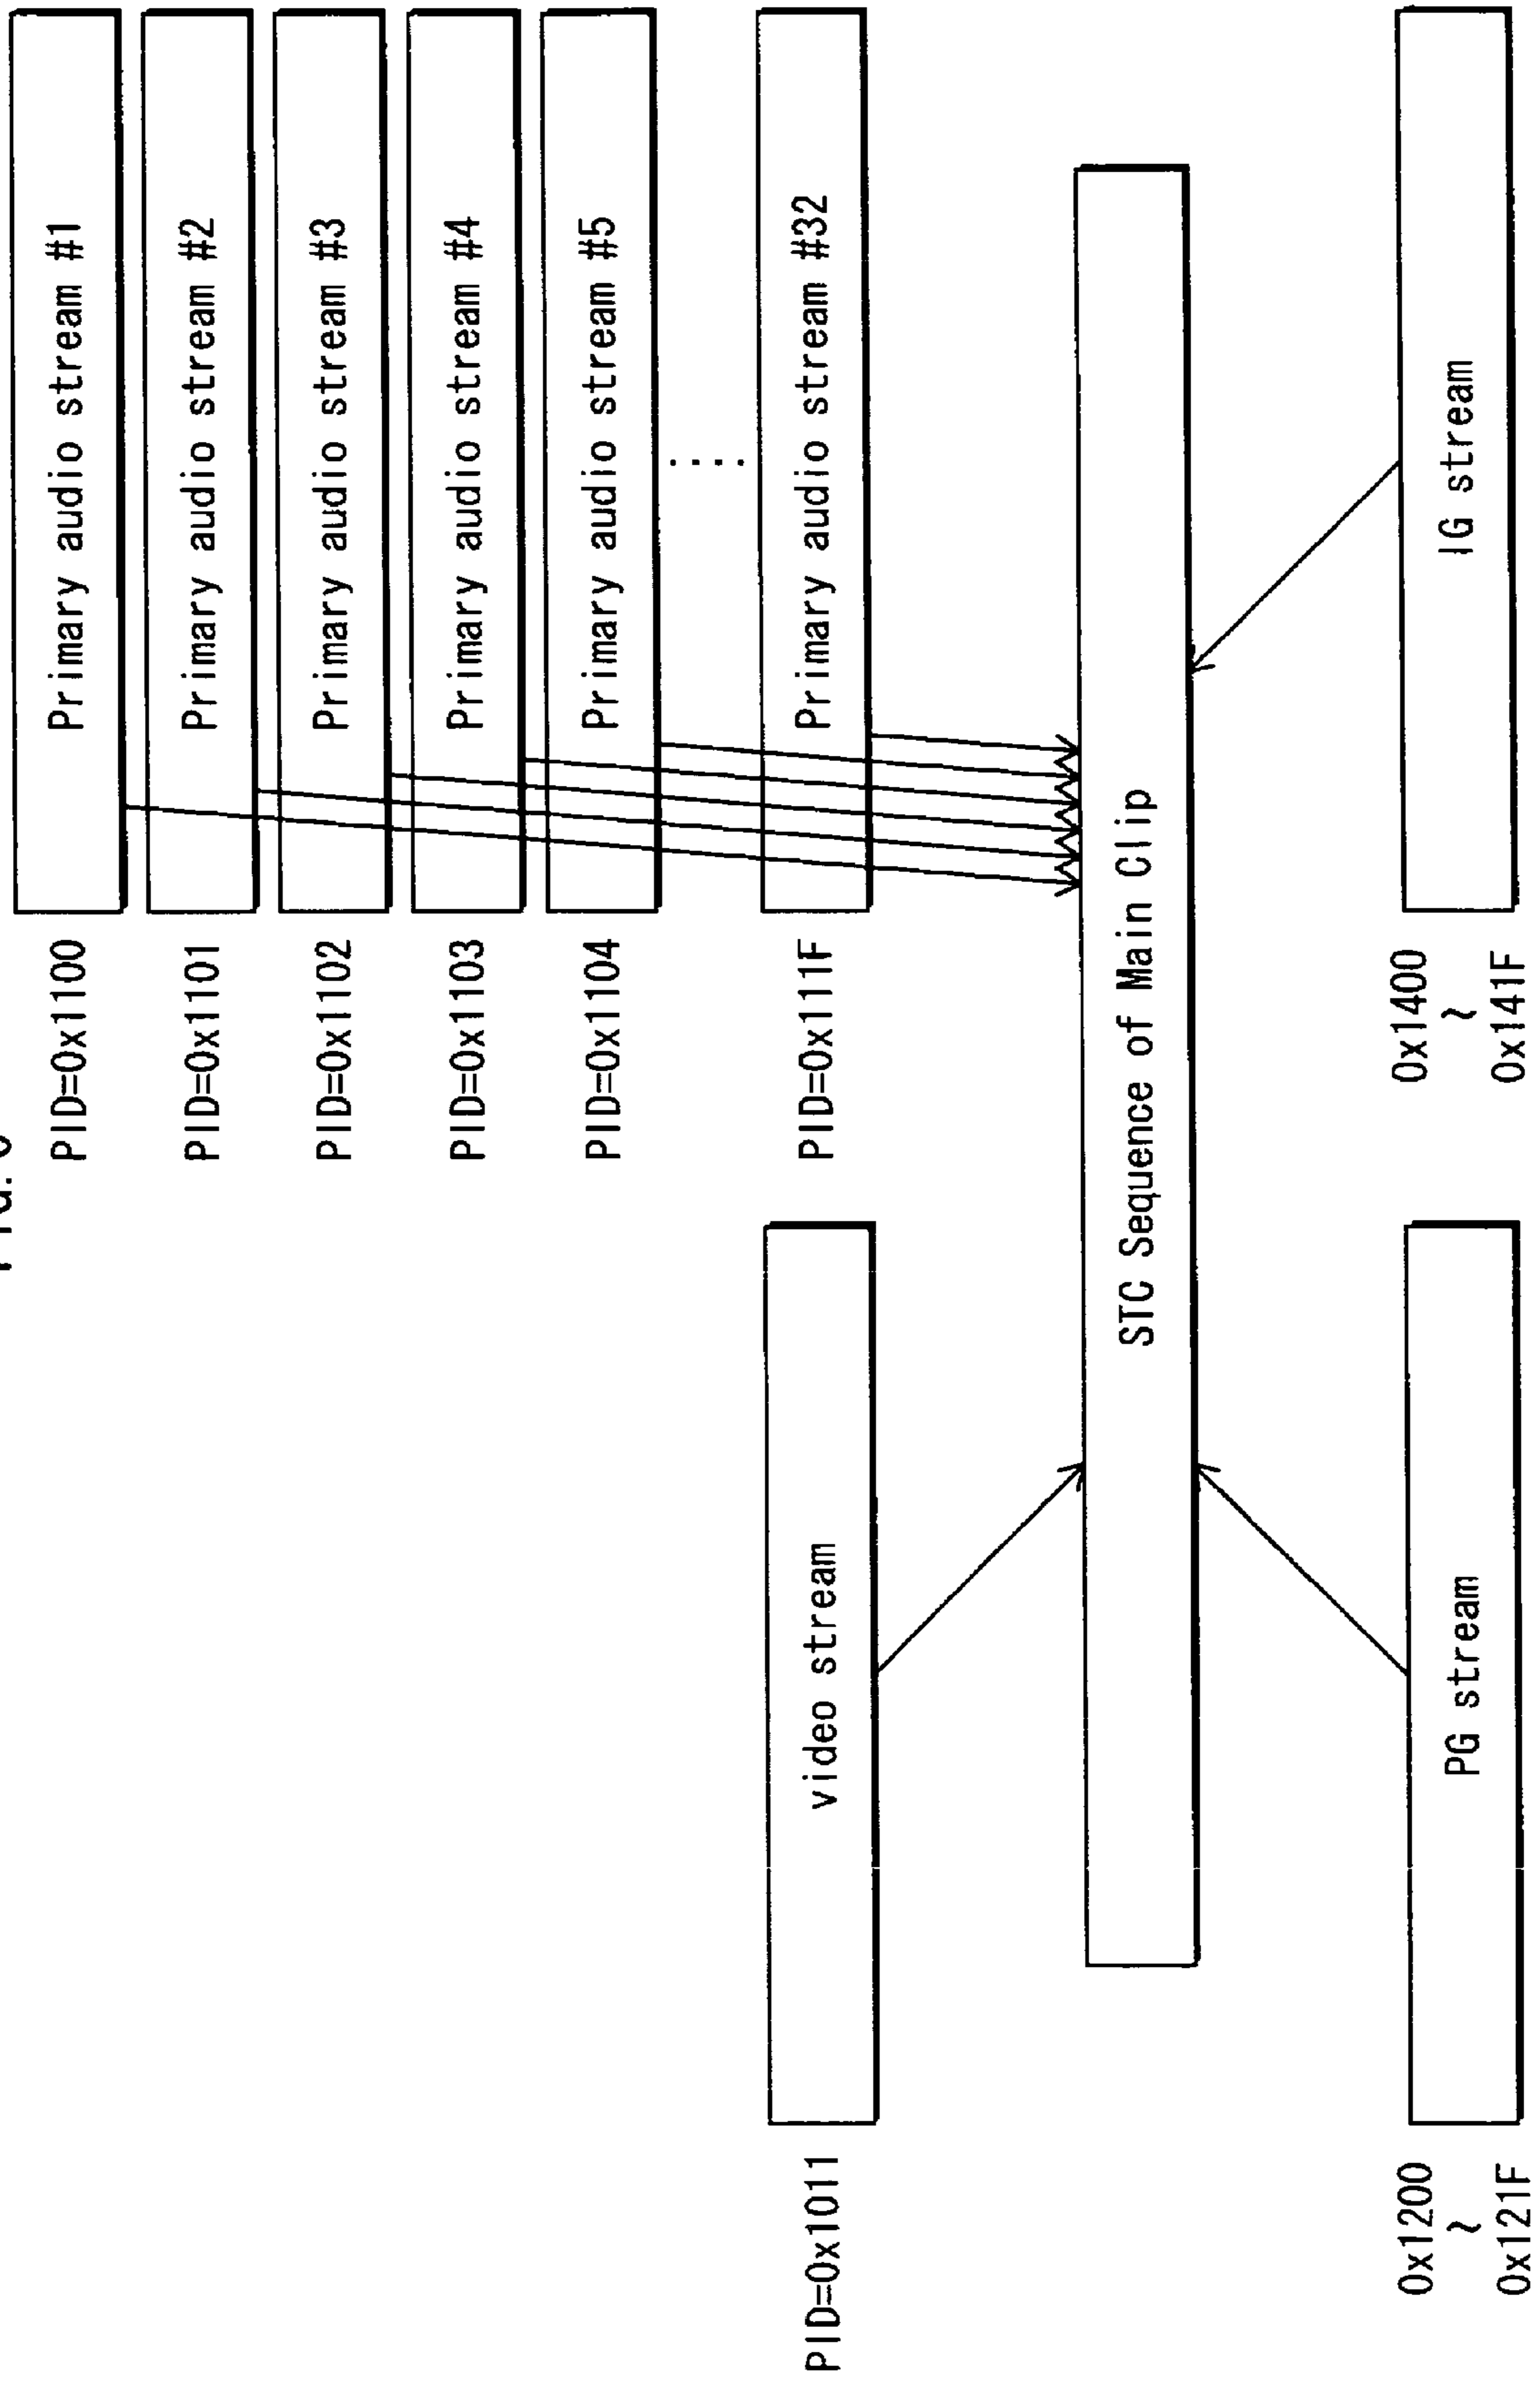 PID=0x1100
Primary audio stream #1
PID=0x1101
Primary audio stream #2
PID=0x1102
Primary audio stream #3
PID=0x1103
Primary audio stream #4
PID=0x1104
Primary audio stream #5
....
PID=0x1011
video stream
PID=0x111F
Primary audio stream #32
STC Sequence of Main Clip
0x1200
~
0x121F
PG stream
0x1400
~
0x141F
IG stream